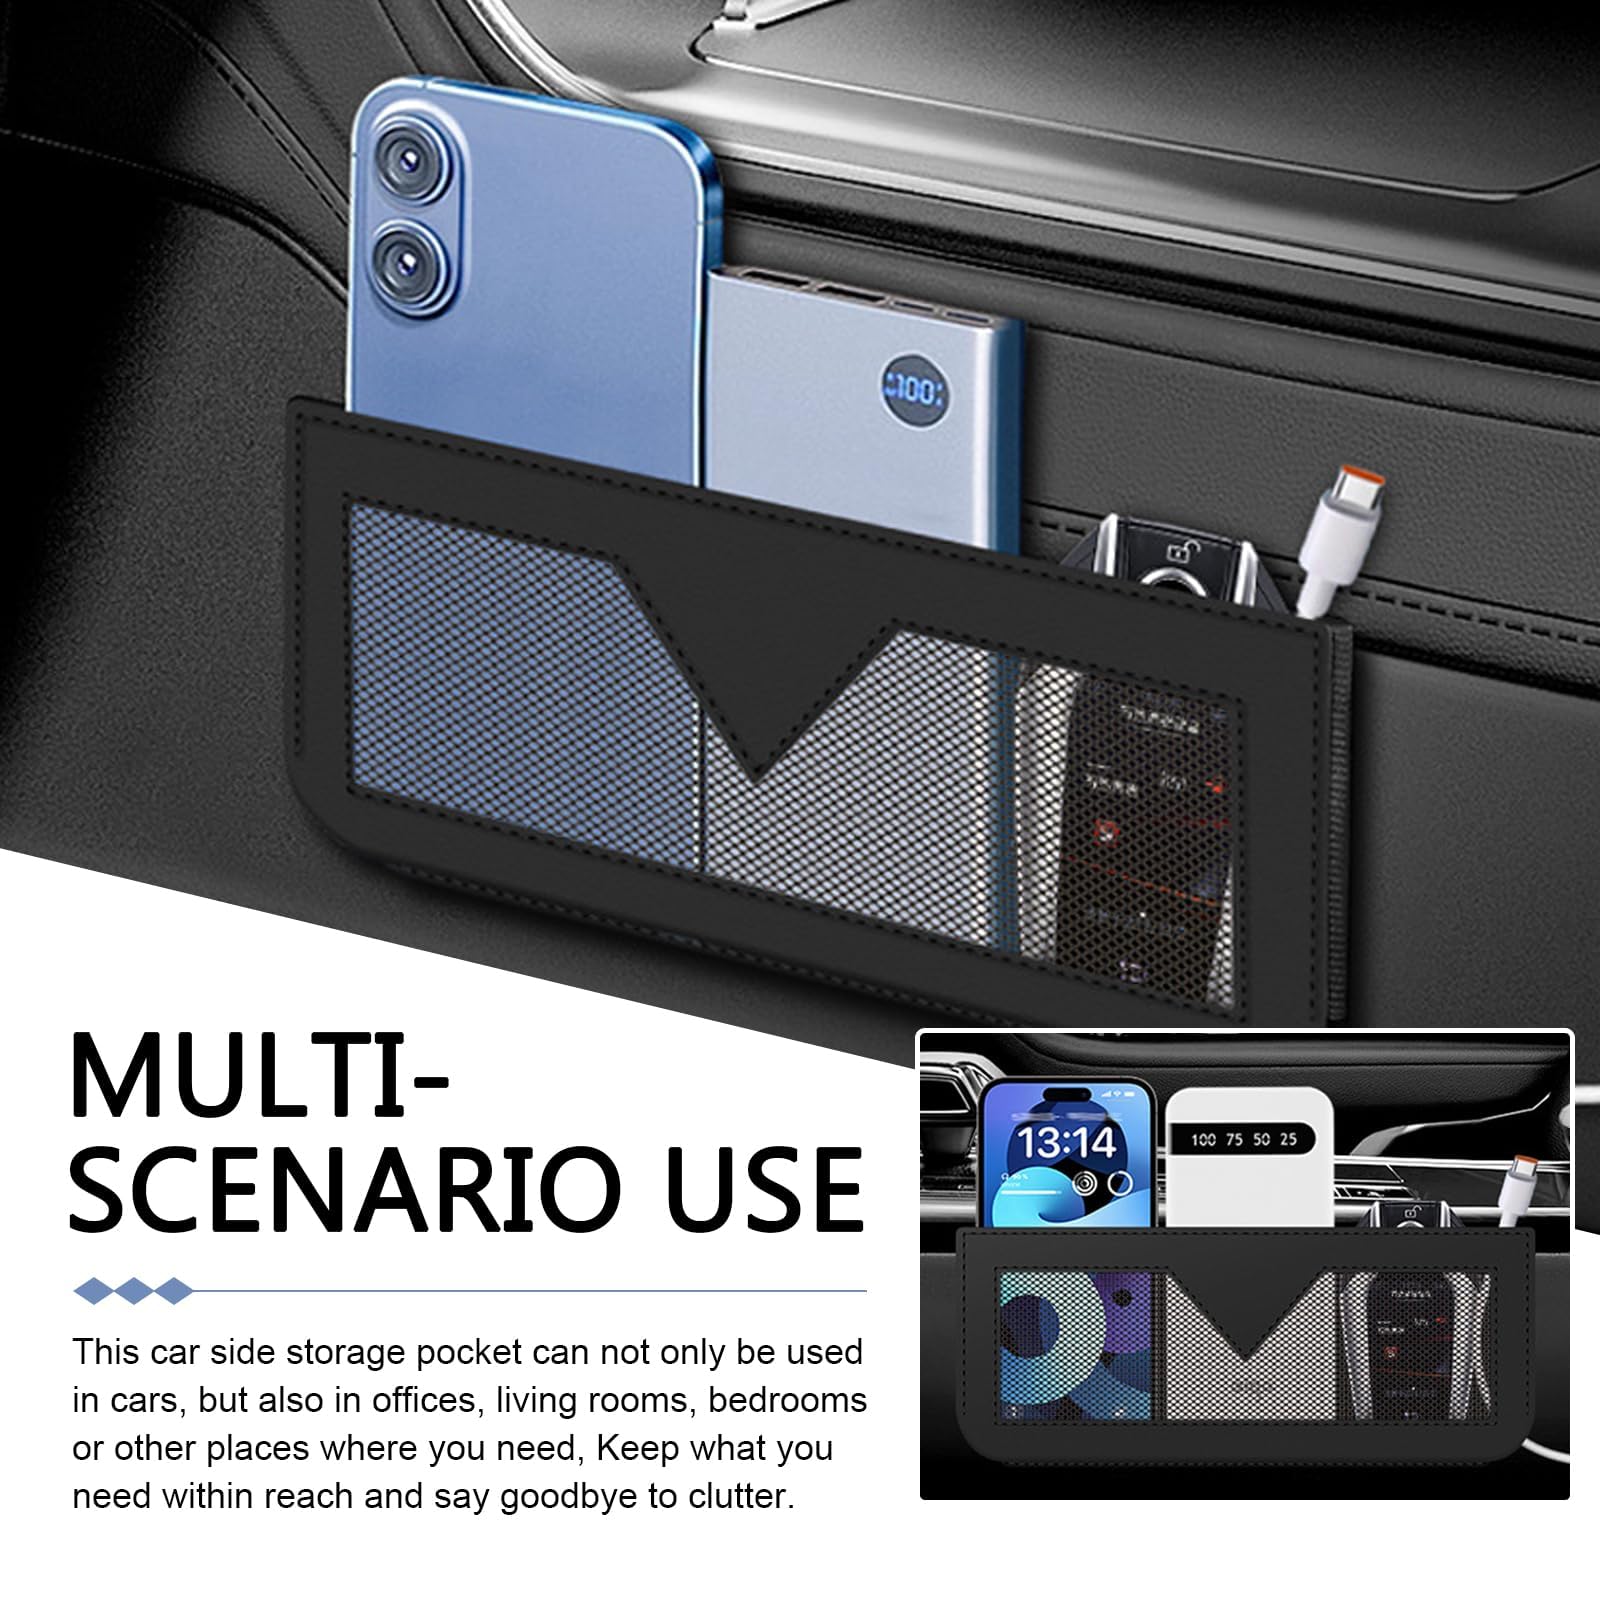 100
MULTI-
SCENARIO USE
This car side storage pocket can not only be used
in cars, but also in offices, living rooms, bedrooms
or other places where you need, Keep what you
need within reach and say goodbye to clutter.
13:14
100 75 50 25